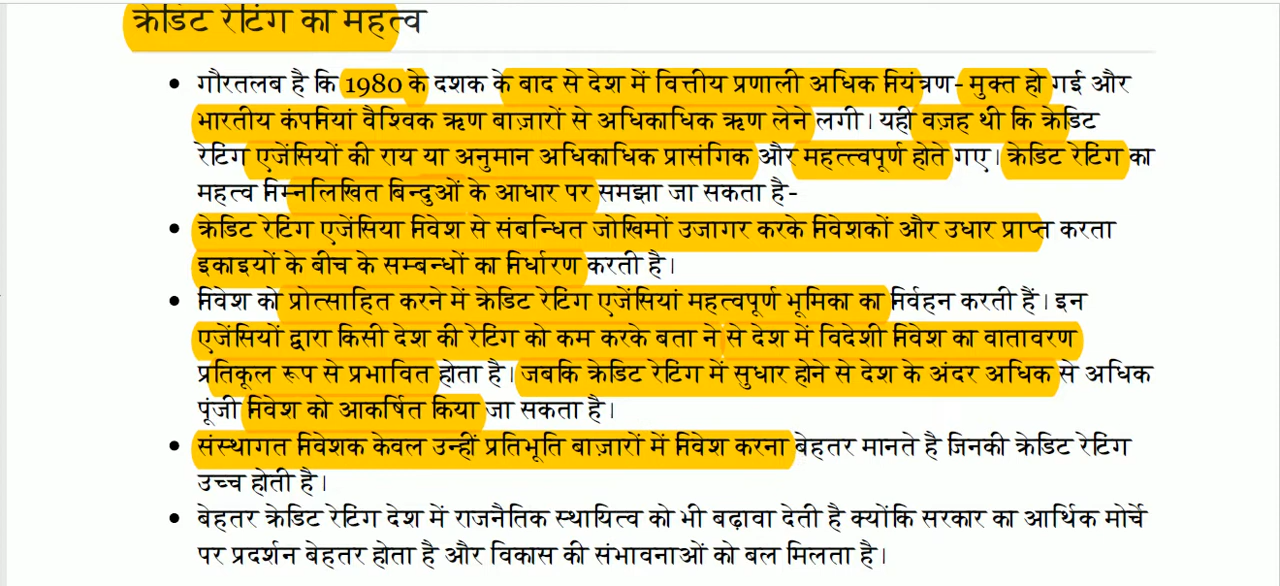 क्रेडिट रेटिंग का महत्व
• गौरतलब है कि 1980 के दशक के बाद से देश में वित्तीय प्रणाली अधिक नियंत्रण- मुक्त हो गई और
भारतीय कंपनियां वैश्विक ऋण बाज़ारों से अधिकाधिक ऋण लेने लगी। यही वज़ह थी कि क्रेडिट
रेटिंग एजेंसियों की राय या अनुमान अधिकाधिक प्रासंगिक और महत्त्वपूर्ण होते गए। क्रेडिट रेटिंग का
महत्व निम्नलिखित बिन्दुओं के आधार पर समझा जा सकता है-
• क्रेडिट रेटिंग एजेंसिया निवेश से संबन्धित जोखिमों उजागर करके निवेशकों और उधार प्राप्त करता
इकाइयों के बीच के सम्बन्धों का निर्धारण करती है।
• निवेश को प्रोत्साहित करने में क्रेडिट रेटिंग एजेंसियां महत्वपूर्ण भूमिका का निर्वहन करती हैं। इन
एजेंसियों द्वारा किसी देश की रेटिंग को कम करके बता ने से देश में विदेशी निवेश का वातावरण
प्रतिकूल रूप से प्रभावित होता है। जबकि क्रेडिट रेटिंग में सुधार होने से देश के अंदर अधिक से अधिक
पूंजी निवेश को आकर्षित किया जा सकता है।
• संस्थागत निवेशक केवल उन्हीं प्रतिभूति बाज़ारों में निवेश करना बेहतर मानते है जिनकी क्रेडिट रेटिंग
उच्च होती है।
• बेहतर क्रेडिट रेटिंग देश में राजनैतिक स्थायित्व को भी बढ़ावा देती है क्योंकि सरकार का आर्थिक मोर्चे
पर प्रदर्शन बेहतर होता है और विकास की संभावनाओं को बल मिलता है।